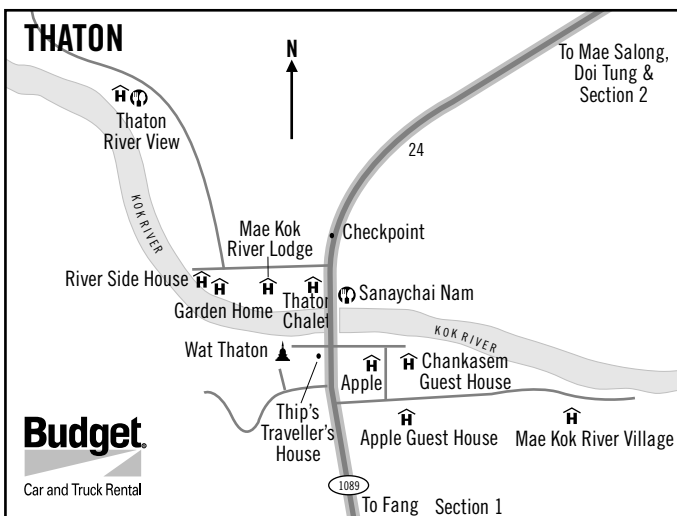 THATON
N
To Mae Salong,
Doi Tung &
Section 2
Thaton
River View
24
KOK RIVER
Mae Kok
River Lodge
Checkpoint
River Side House
Garden Home
Thaton
Chalet
Sanaychai Nam
KOK RIVER
Wat Thaton
Apple
Chankasem
Guest House
Thip's
Traveller's
House
Apple Guest House
Mae Kok River Village
Budget®
Car and Truck Rental
1089
To Fang Section 1